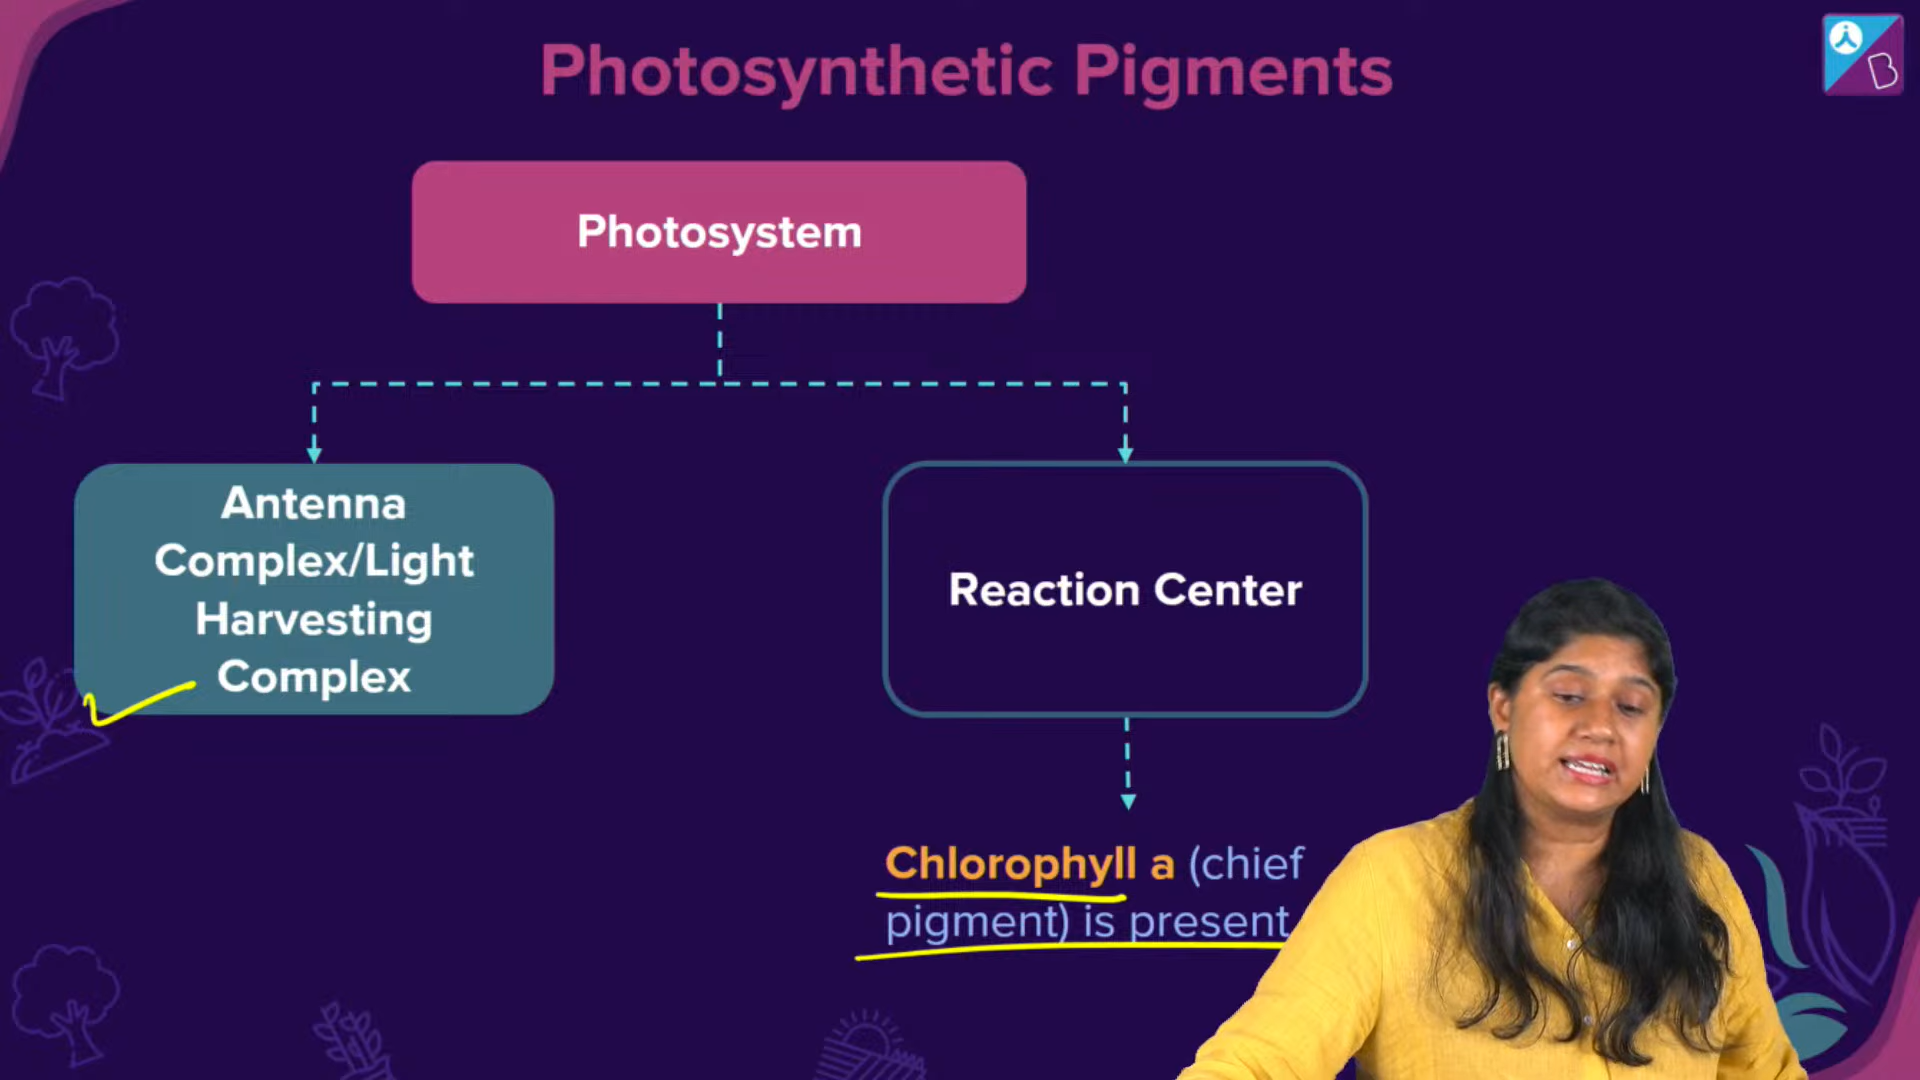 Photosynthetic Pigments
B
Photosystem
Antenna
Complex/Light
Harvesting
Complex
Reaction Center
Chlorophyll a (chief
pigment) is present